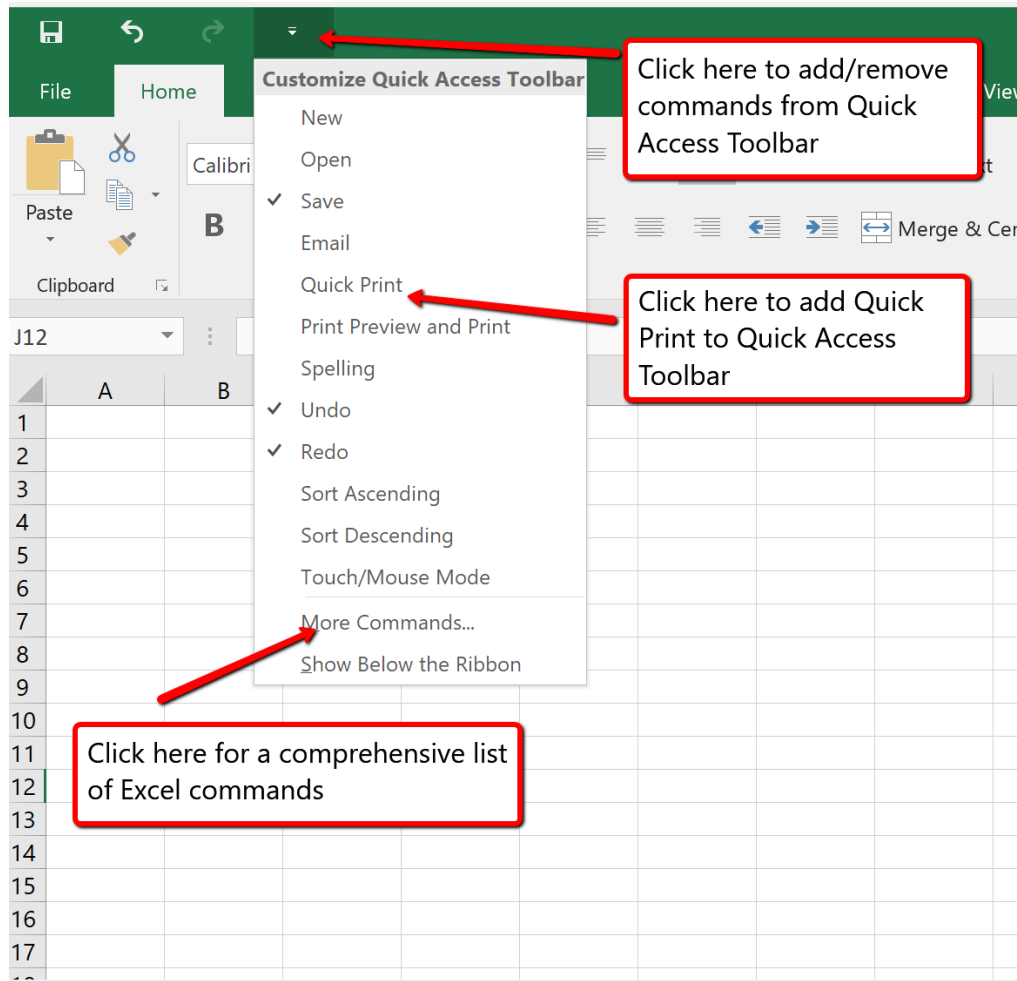 File
Home
View
Customize Quick Access Toolbar
New
Open
Save
Email
Quick Print
Print Preview and Print
Spelling
Undo
Redo
Sort Ascending
Sort Descending
Touch/Mouse Mode
More Commands...
Show Below the Ribbon
Click here to add/remove
commands from Quick
Access Toolbar
Click here to add Quick
Print to Quick Access
Toolbar
Paste
Calibri
B
Merge & Cen
Clipboard
J12
A
B
1
2
3
4
5
6
7
8
9
10
11
12
13
14
15
16
17
Click here for a comprehensive list
of Excel commands